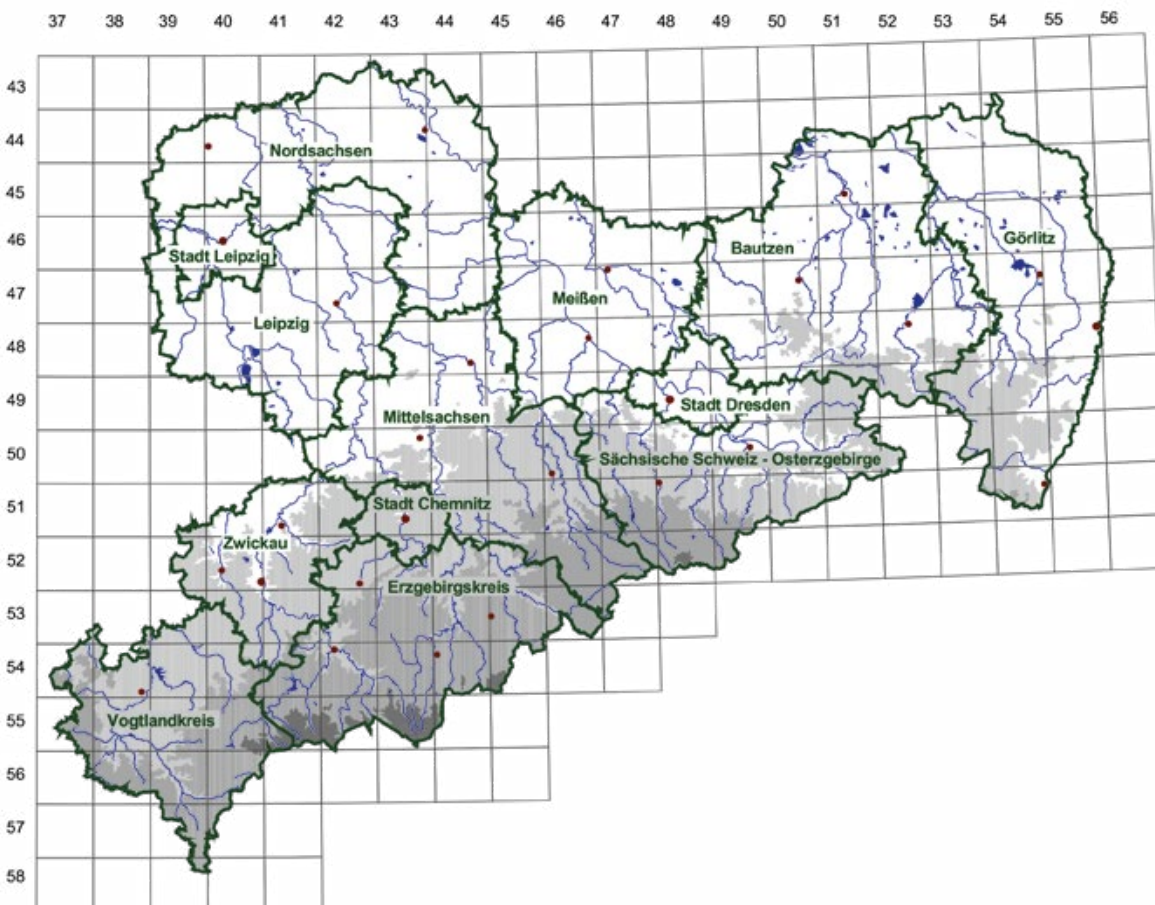 37 38 39 40 41 42 43 44 45 46 47 48 49 50 51 52 53 54 55 56
43
44
Nordsachsen
45
46
Görlitz
Bautzen
Stadt Leipzig
47
Meißen
Leipzig
48
49
Stadt Dresden
Mittelsachsen
50
Sächsische Schweiz - Osterzgebirge
51
Stadt Chemnitz
Zwickau
52
Erzgebirgskreis
53
54
55
Vogtlandkreis
56
57
58